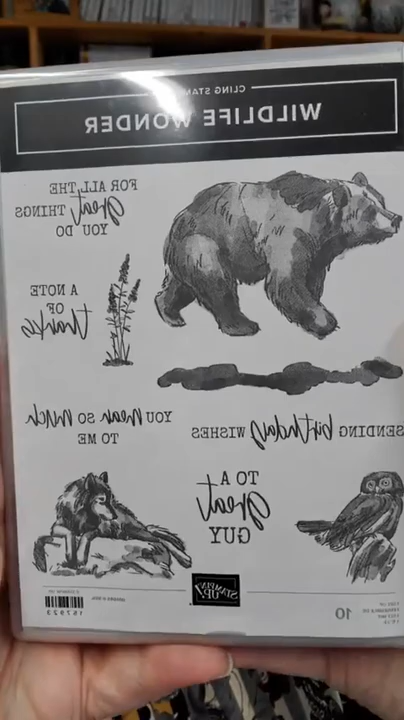 CLING STAMPS
WILDLIFE WONDER
FOR ALL THE
great THINGS
YOU DO
A NOTE
OF
thanks
YOU mean so much
TO ME
SENDING birthday WISHES
TO A
great
GUY
STAMPIN' UP!
157923
10